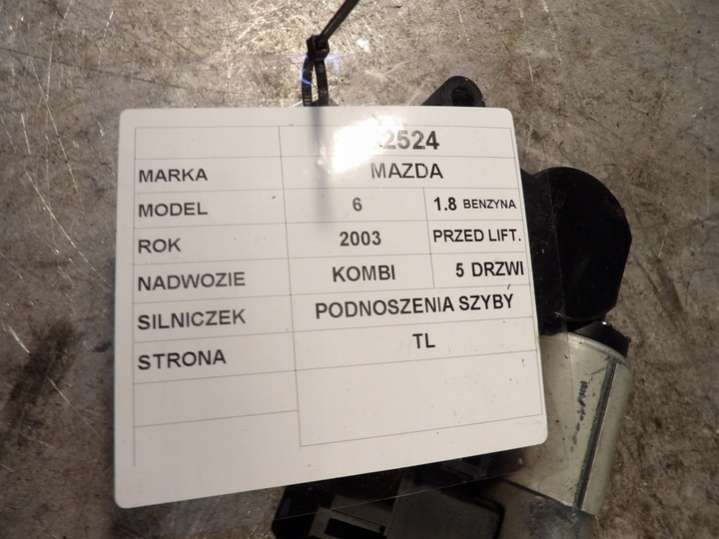 2524
MARKA MAZDA
MODEL 6 1.8 BENZYNA
ROK 2003 PRZED LIFT.
NADWOZIE KOMBI 5 DRZWI
SILNICZEK PODNOSZENIA SZYBY
STRONA TL